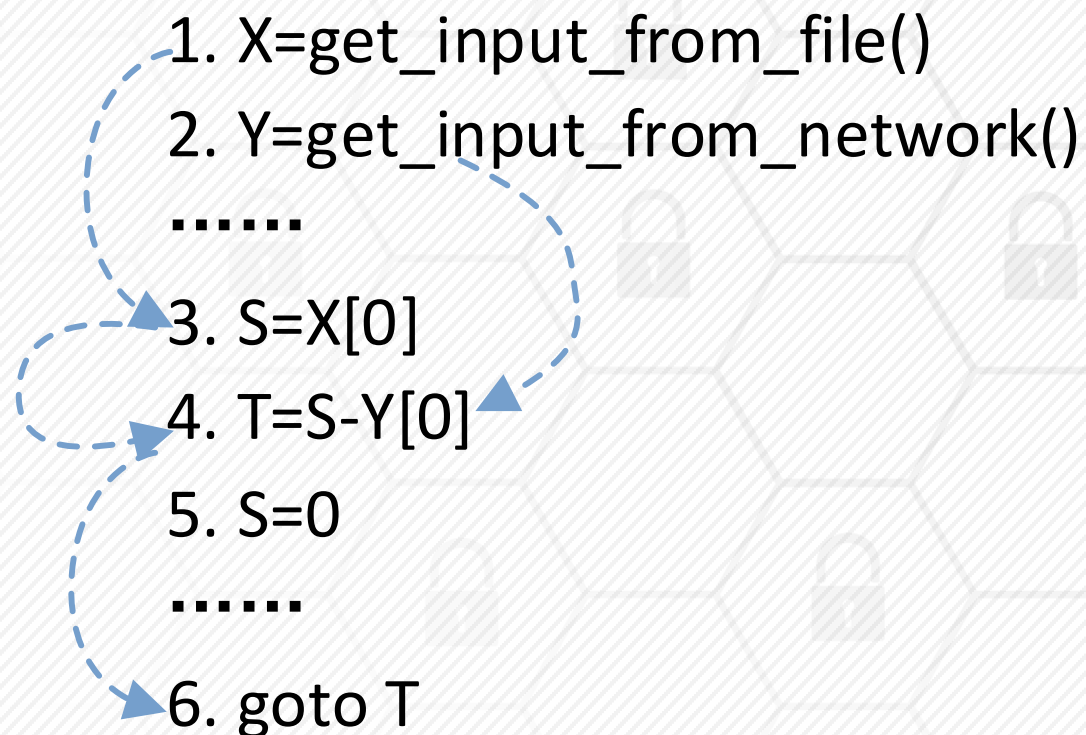 1. X=get_input_from_file()
2. Y=get_input_from_network()
......
3. S=X[0]
4. T=S-Y[0]
5. S=0
......
6. goto T